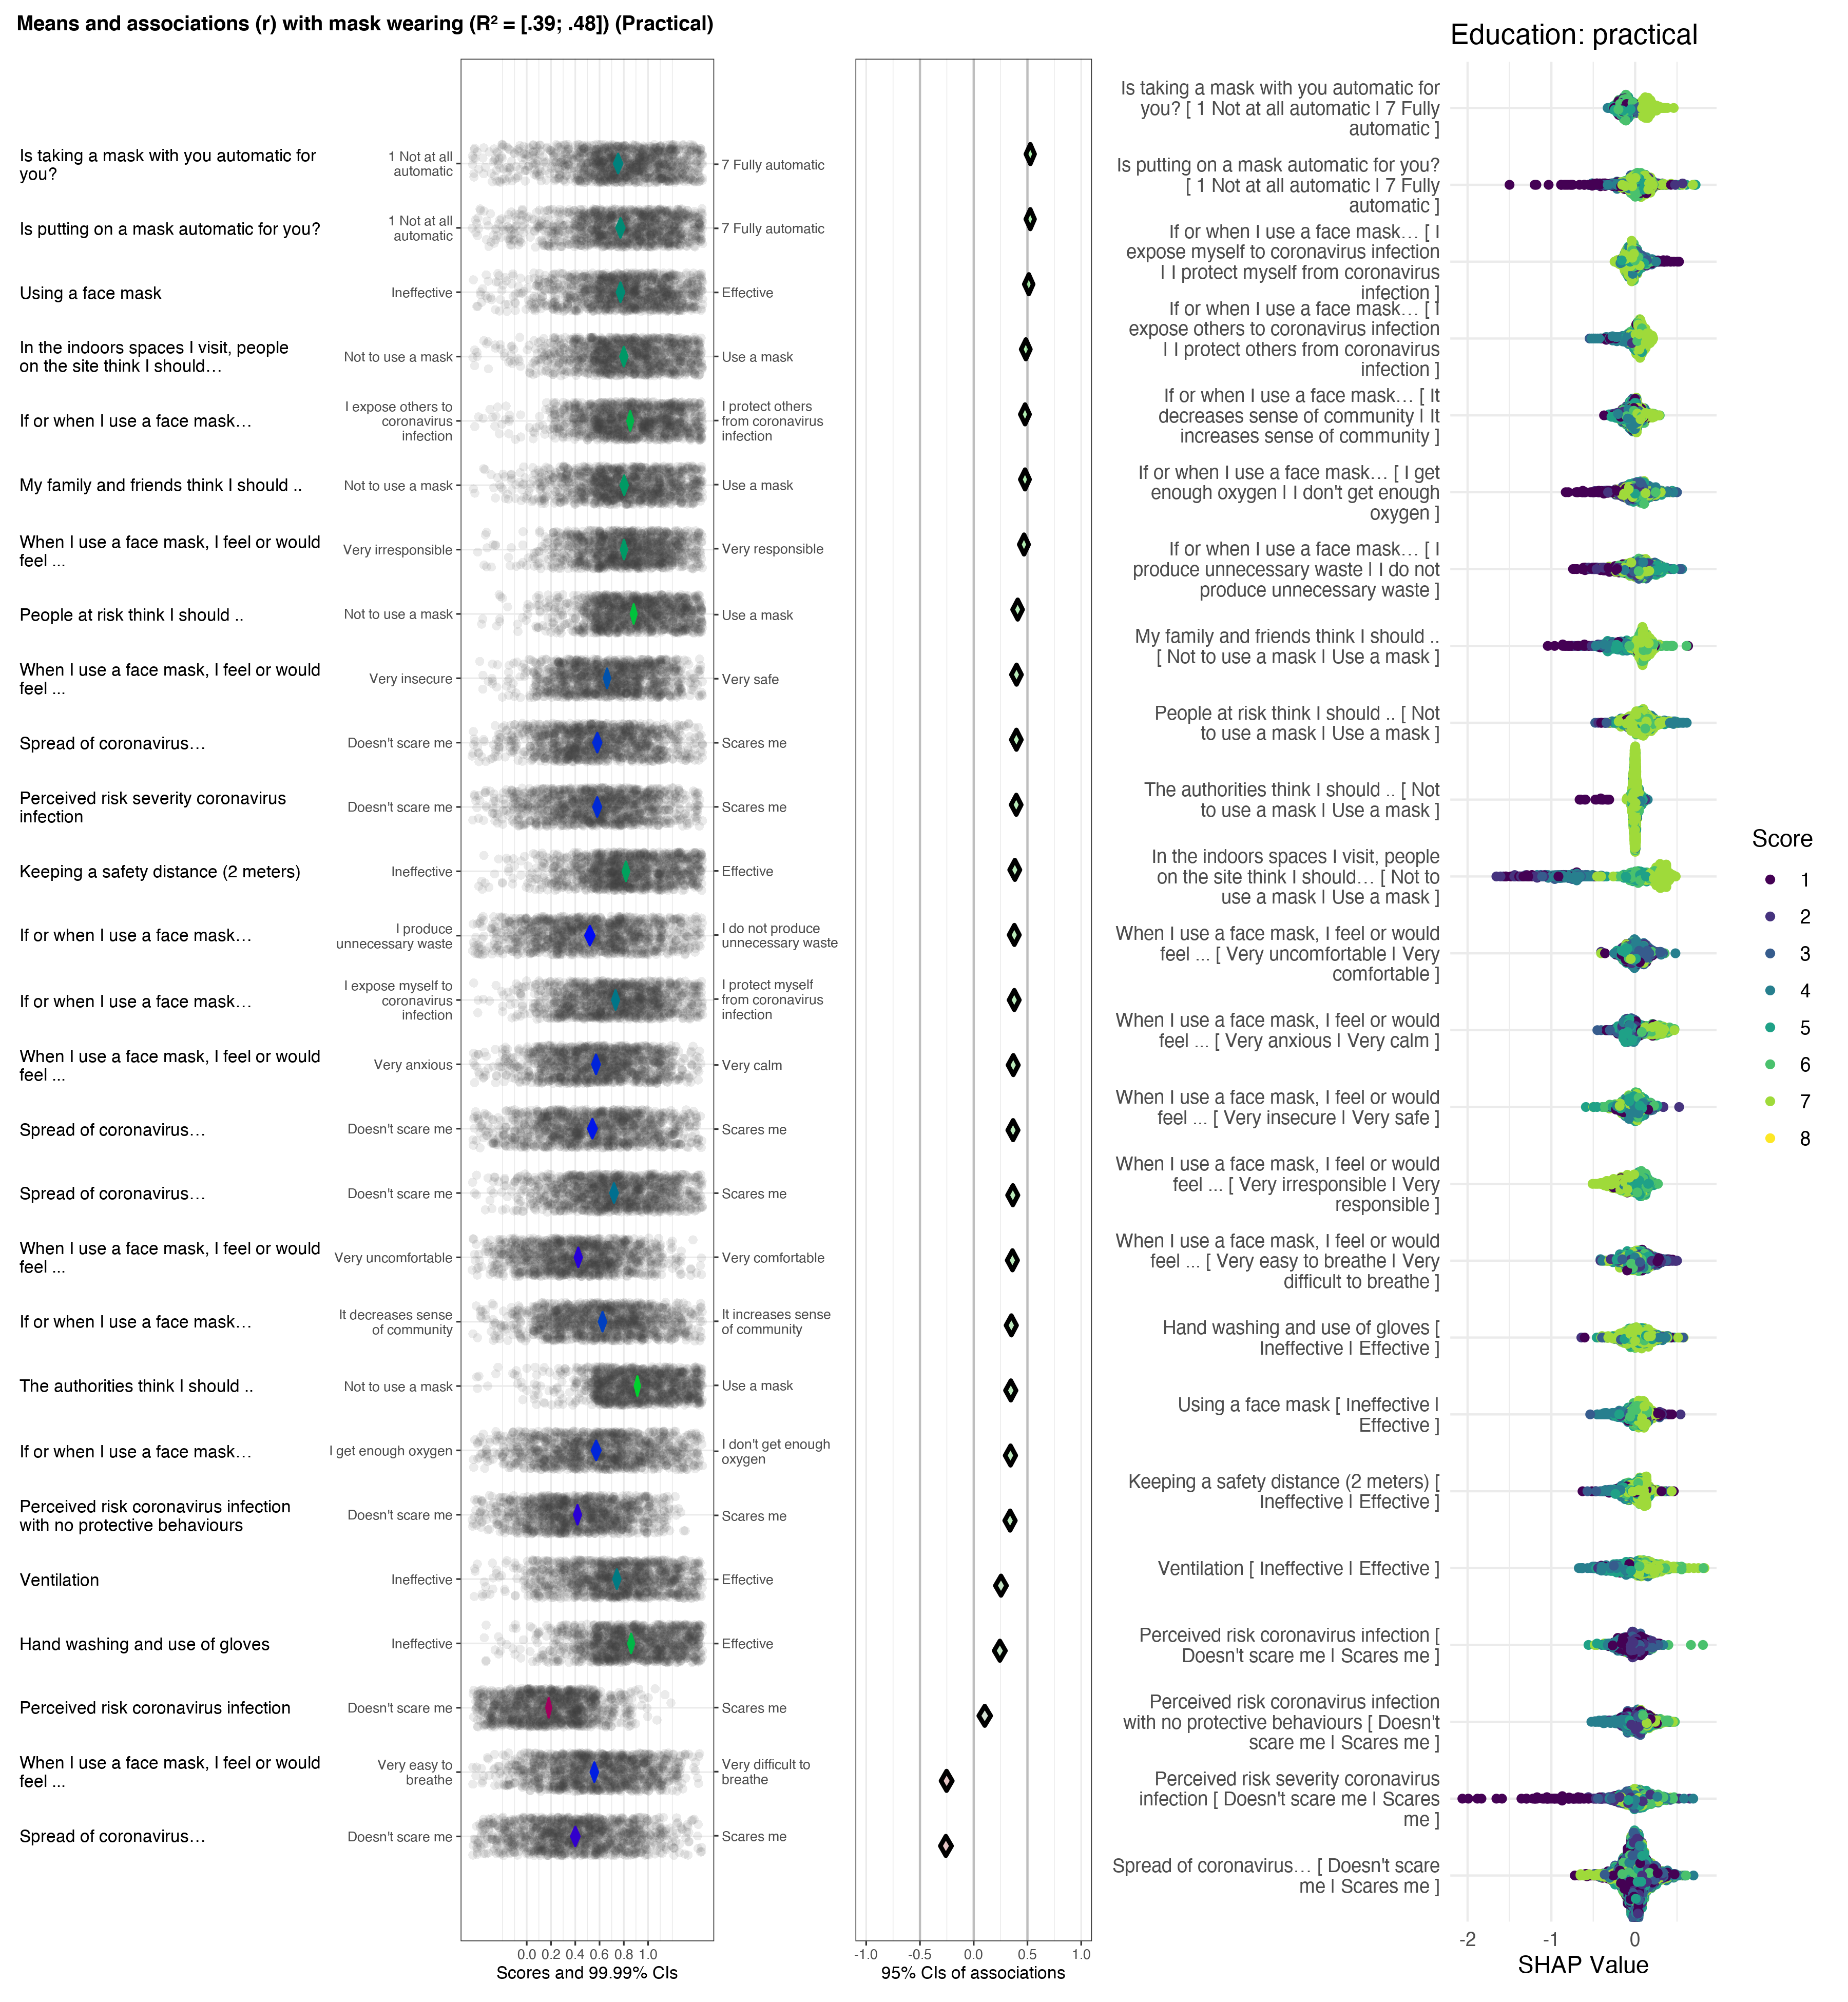 Means and associations (r) with mask wearing (R² = [.39; .48]) (Practical)
Is taking a mask with you automatic for
you?
1 Not at all
automatic
7 Fully automatic
Is putting on a mask automatic for you?
1 Not at all
automatic
7 Fully automatic
Using a face mask
Ineffective
Effective
In the indoors spaces I visit, people
on the site think I should…
Not to use a mask
Use a mask
If or when I use a face mask…
I expose others to
coronavirus
infection
I protect others
from coronavirus
infection
My family and friends think I should ..
Not to use a mask
Use a mask
When I use a face mask, I feel or would
feel ...
Very irresponsible
Very responsible
People at risk think I should ..
Not to use a mask
Use a mask
When I use a face mask, I feel or would
feel ...
Very insecure
Very safe
Spread of coronavirus…
Doesn't scare me
Scares me
Perceived risk severity coronavirus
infection
Doesn't scare me
Scares me
Keeping a safety distance (2 meters)
Ineffective
Effective
If or when I use a face mask…
I produce
unnecessary waste
I do not produce
unnecessary waste
If or when I use a face mask…
I expose myself to
coronavirus
infection
I protect myself
from coronavirus
infection
When I use a face mask, I feel or would
feel ...
Very anxious
Very calm
Spread of coronavirus…
Doesn't scare me
Scares me
Spread of coronavirus…
Doesn't scare me
Scares me
When I use a face mask, I feel or would
feel ...
Very uncomfortable
Very comfortable
If or when I use a face mask…
It decreases sense
of community
It increases sense
of community
The authorities think I should ..
Not to use a mask
Use a mask
If or when I use a face mask…
I get enough oxygen
I don't get enough
oxygen
Perceived risk coronavirus infection
with no protective behaviours
Doesn't scare me
Scares me
Ventilation
Ineffective
Effective
Hand washing and use of gloves
Ineffective
Effective
Perceived risk coronavirus infection
Doesn't scare me
Scares me
When I use a face mask, I feel or would
feel ...
Very easy to
breathe
Very difficult to
breathe
Spread of coronavirus…
Doesn't scare me
Scares me
0.0 0.2 0.4 0.6 0.8 1.0
Scores and 99.99% CIs
-1.0 -0.5 0.0 0.5 1.0
95% CIs of associations
Education: practical
Is taking a mask with you automatic for
you? [ 1 Not at all automatic | 7 Fully
automatic ]
Is putting on a mask automatic for you?
[ 1 Not at all automatic | 7 Fully
automatic ]
If or when I use a face mask… [ I
expose myself to coronavirus infection
| I protect myself from coronavirus
infection ]
If or when I use a face mask… [ I
expose others to coronavirus infection
| I protect others from coronavirus
infection ]
If or when I use a face mask… [ It
decreases sense of community | It
increases sense of community ]
If or when I use a face mask… [ I get
enough oxygen | I don't get enough
oxygen ]
If or when I use a face mask… [ I
produce unnecessary waste | I do not
produce unnecessary waste ]
My family and friends think I should ..
[ Not to use a mask | Use a mask ]
People at risk think I should .. [ Not
to use a mask | Use a mask ]
The authorities think I should .. [ Not
to use a mask | Use a mask ]
In the indoors spaces I visit, people
on the site think I should… [ Not to
use a mask | Use a mask ]
When I use a face mask, I feel or would
feel ... [ Very uncomfortable | Very
comfortable ]
When I use a face mask, I feel or would
feel ... [ Very anxious | Very calm ]
When I use a face mask, I feel or would
feel ... [ Very insecure | Very safe ]
When I use a face mask, I feel or would
feel ... [ Very irresponsible | Very
responsible ]
When I use a face mask, I feel or would
feel ... [ Very easy to breathe | Very
difficult to breathe ]
Hand washing and use of gloves [
Ineffective | Effective ]
Using a face mask [ Ineffective |
Effective ]
Keeping a safety distance (2 meters) [
Ineffective | Effective ]
Ventilation [ Ineffective | Effective ]
Perceived risk coronavirus infection [
Doesn't scare me | Scares me ]
Perceived risk coronavirus infection
with no protective behaviours [ Doesn't
scare me | Scares me ]
Perceived risk severity coronavirus
infection [ Doesn't scare me | Scares
me ]
Spread of coronavirus… [ Doesn't scare
me | Scares me ]
-2 -1 0
SHAP Value
Score
1
2
3
4
5
6
7
8